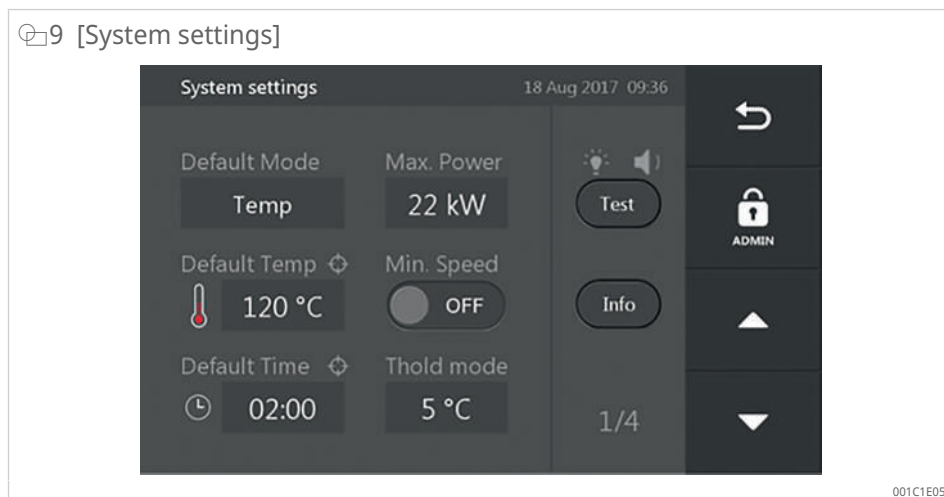 9 [System settings]
System settings 18 Aug 2017 09:36
Default Mode Max. Power
Temp 22 kW Test
ADMIN
Default Temp Min. Speed
120 °C OFF Info
Default Time Thold mode
02:00 5 °C 1/4
001C1E05